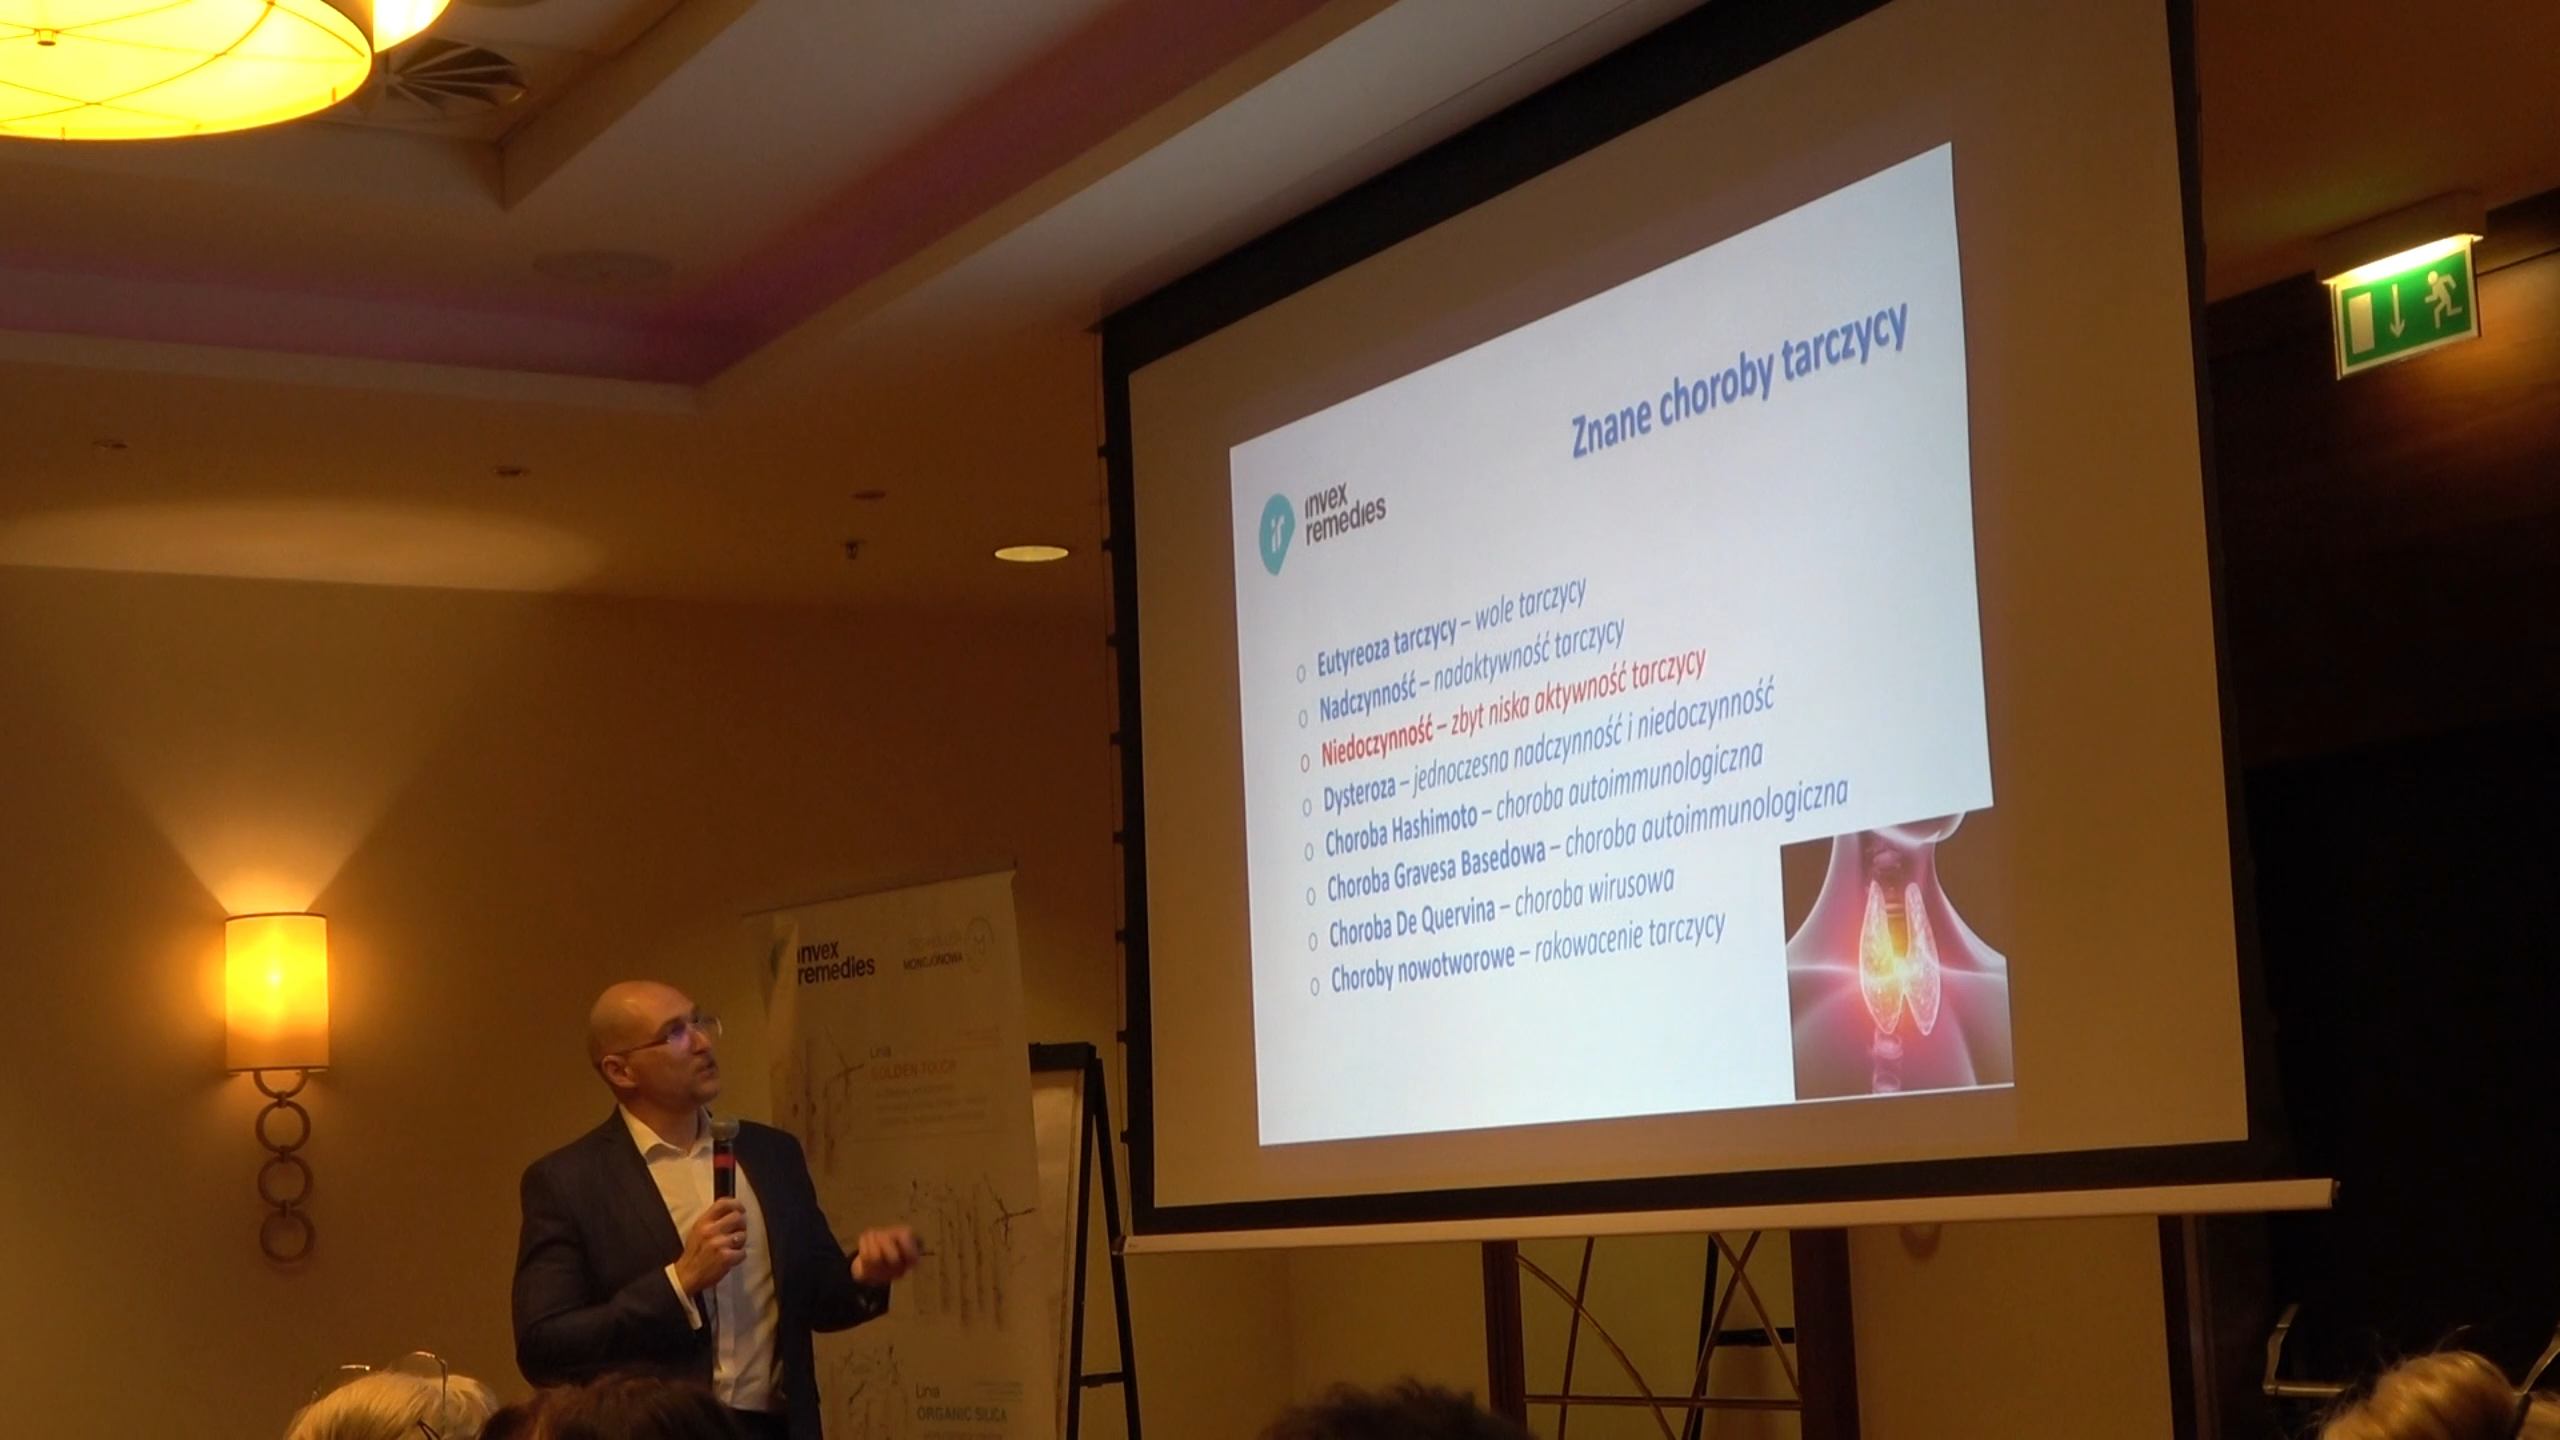 Znane choroby tarczycy
ir
invex
remedies
Eutyreoza tarczycy – wole tarczycy
Nadczynność – nadaktywność tarczycy
Niedoczynność – zbyt niska aktywność tarczycy
Dysteroza – jednoczesna nadczynność i niedoczynność
Choroba Hashimoto – choroba autoimmunologiczna
Choroba Gravesa Basedowa – choroba autoimmunologiczna
Choroba De Quervina – choroba wirusowa
Choroby nowotworowe – rakowacenie tarczycy
invex
remedies
MONOJONOWA
M
Linia
GOLDEN TOUCH
Linia
ORGANIC SILICA